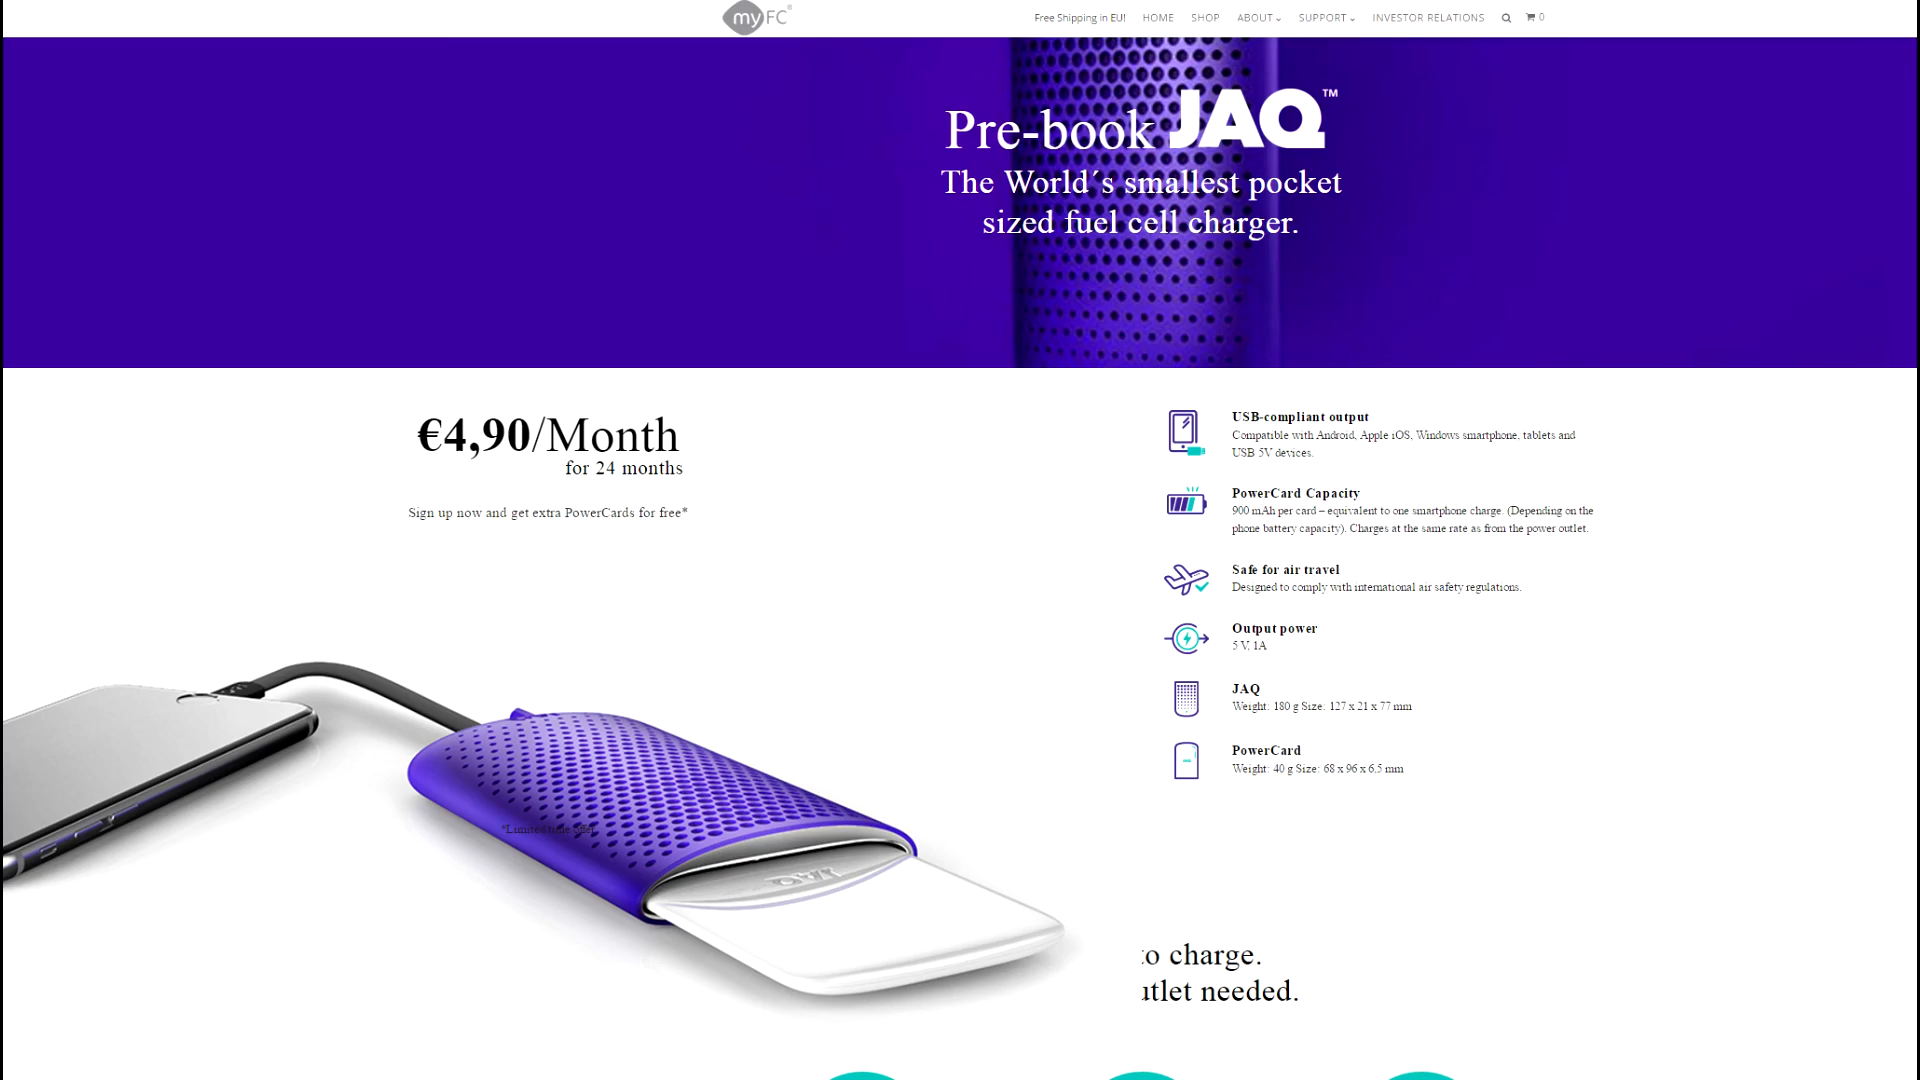 myFC®
Free Shipping in EU! HOME SHOP ABOUT SUPPORT INVESTOR RELATIONS 0
Pre-book JAQ™
The World´s smallest pocket
sized fuel cell charger.
€4,90/Month
for 24 months
Sign up now and get extra PowerCards for free*
USB-compliant output
Compatible with Android, Apple iOS, Windows smartphone, tablets and
USB 5V devices.
PowerCard Capacity
900 mAh per card – equivalent to one smartphone charge. (Depending on the
phone battery capacity). Charges at the same rate as from the power outlet.
Safe for air travel
Designed to comply with international air safety regulations.
Output power
5 V, 1A
JAQ
Weight: 180 g Size: 127 x 21 x 77 mm
PowerCard
Weight: 40 g Size: 68 x 96 x 6,5 mm
*Limited time offer.
JAQ
to charge.
utlet needed.